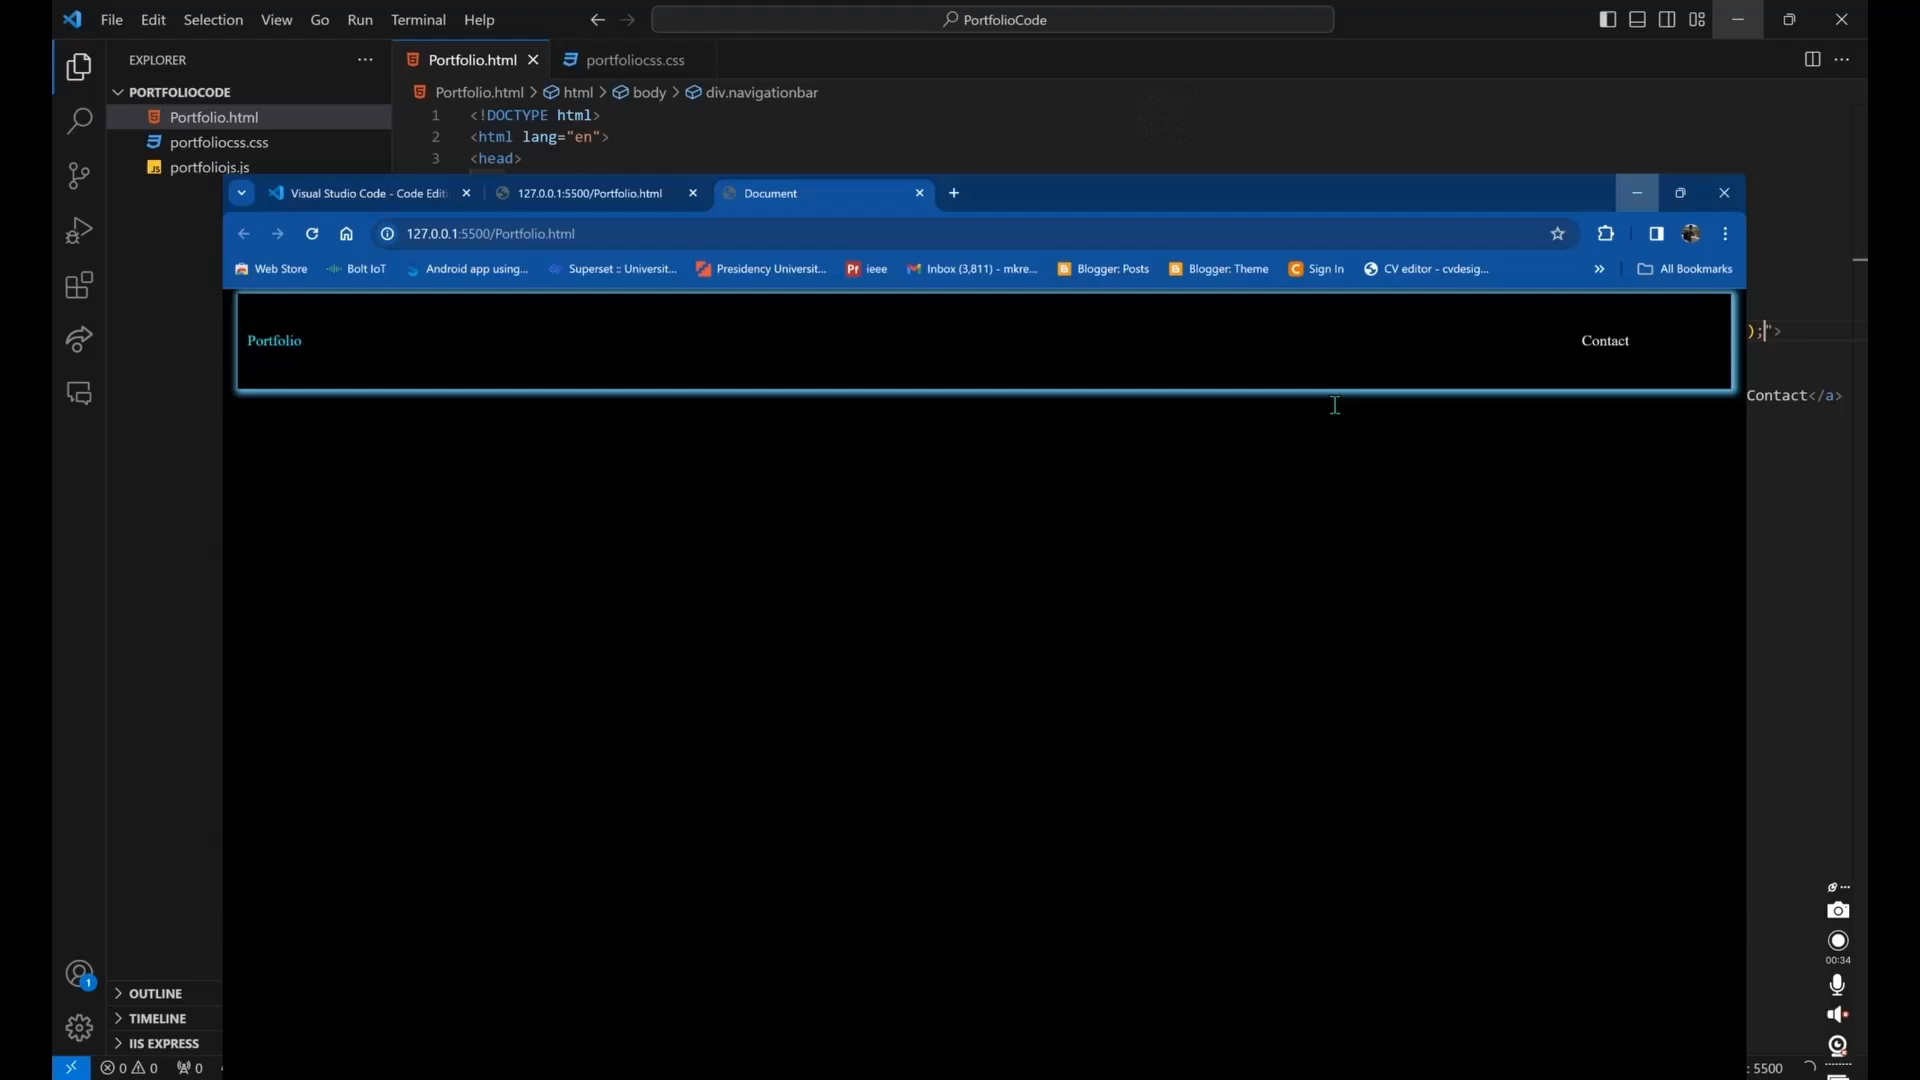 File Edit Selection View Go Run Terminal Help
PortfolioCode
EXPLORER
PORTFOLIOCODE
Portfolio.html
portfoliocss.css
portfoliojs.js
Portfolio.html portfoliocss.css
Portfolio.html > html > body > div.navigationbar
1 <!DOCTYPE html>
2 <html lang="en">
3 <head>
Visual Studio Code - Code Edit 127.0.0.1:5500/Portfolio.html Document
127.0.0.1:5500/Portfolio.html
Web Store Bolt IoT Android app using... Superset :: Universit... Presidency Universit... Pf ieee Inbox (3,811) - mkre... Blogger: Posts Blogger: Theme C Sign In CV editor - cvdesig... » All Bookmarks
Portfolio Contact
);">
Contact</a>
00:34
1
OUTLINE
TIMELINE
IIS EXPRESS
0 0 0
: 5500